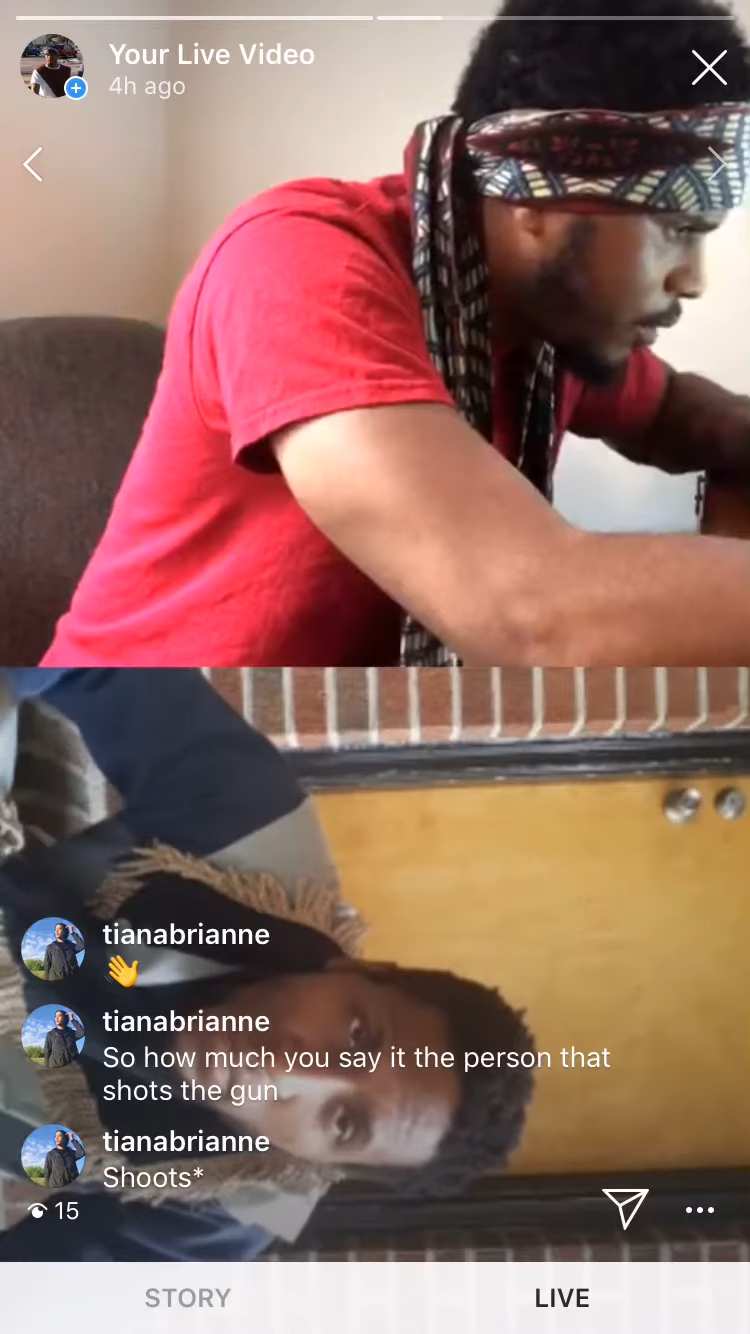 Your Live Video
4h ago
tianabrianne
👋
tianabrianne
So how much you say it the person that
shots the gun
tianabrianne
Shoots*
15
STORY
LIVE